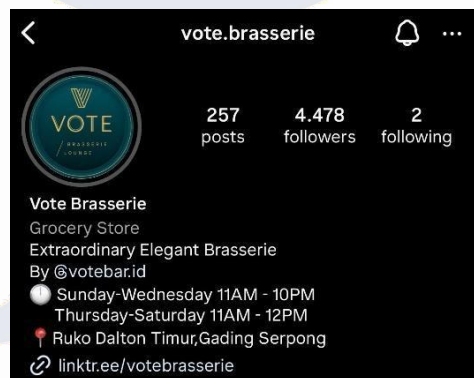 vote.brasserie
VOTE
BRASSERIE
LOUNGE
257 4.478 2
posts followers following
Vote Brasserie
Grocery Store
Extraordinary Elegant Brasserie
By @votebar.id
Sunday-Wednesday 11AM - 10PM
Thursday-Saturday 11AM - 12PM
Ruko Dalton Timur,Gading Serpong
linktr.ee/votebrasserie